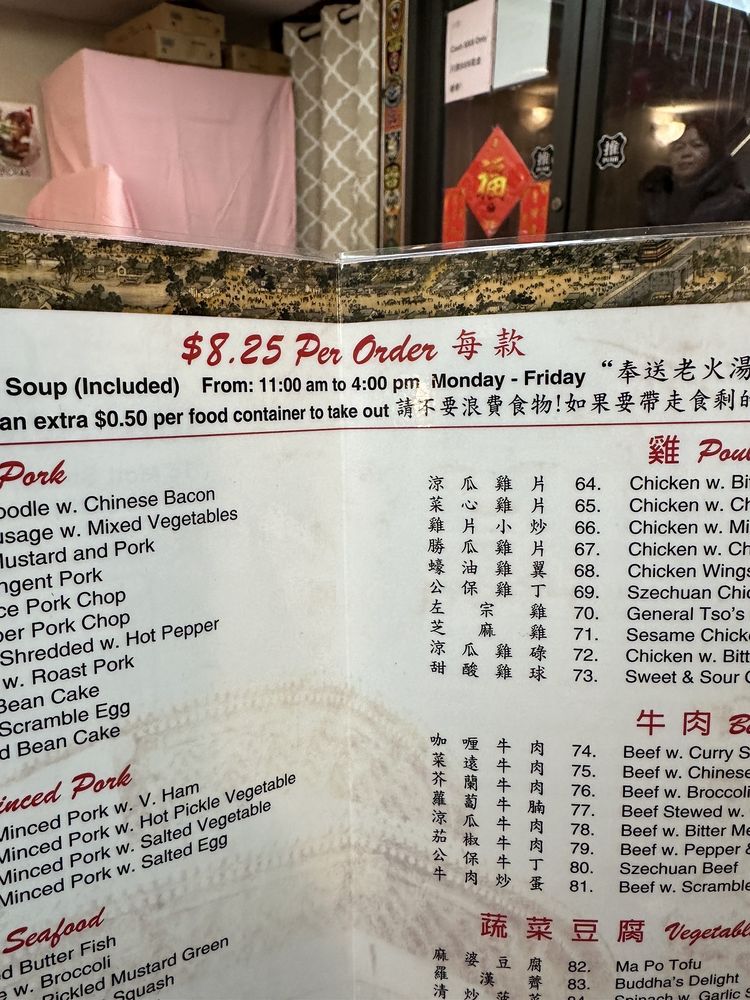 Cash $$$ Only
福
推
推
$8.25 Per Order 每款
Soup (Included) From: 11:00 am to 4:00 pm Monday - Friday “奉送老火湯
an extra $0.50 per food container to take out 請不要浪費食物!如果要帶走食剩的
Pork
oodle w. Chinese Bacon
usage w. Mixed Vegetables
Mustard and Pork
ngent Pork
ce Pork Chop
per Pork Chop
Shredded w. Hot Pepper
w. Roast Pork
Bean Cake
Scramble Egg
d Bean Cake
inced Pork
Minced Pork w. V. Ham
Minced Pork w. Hot Pickle Vegetable
Minced Pork w. Salted Vegetable
Minced Pork w. Salted Egg
Seafood
d Butter Fish
e w. Broccoli
Pickled Mustard Green
Squash
雞 Poul
涼瓜雞片 64. Chicken w. Bi
菜心雞片 65. Chicken w. Ch
雞片小炒 66. Chicken w. Mi
勝瓜雞片 67. Chicken w. Ch
蠔油雞翼 68. Chicken Wings
公保雞丁 69. Szechuan Chic
左宗雞 70. General Tso's
芝麻雞 71. Sesame Chick
涼瓜雞碌 72. Chicken w. Bitt
甜酸雞球 73. Sweet & Sour C
牛肉 B
咖喱牛肉 74. Beef w. Curry S
菜遠牛肉 75. Beef w. Chinese
芥蘭牛肉 76. Beef w. Broccoli
蘿蔔牛腩 77. Beef Stewed w.
涼瓜牛肉 78. Beef w. Bitter Me
茄椒牛肉 79. Beef w. Pepper &
公保牛丁 80. Szechuan Beef
牛肉炒蛋 81. Beef w. Scramble
蔬菜豆腐 Vegetabl
麻婆豆腐 82. Ma Po Tofu
羅漢齋 83. Buddha's Delight
清炒菠菜 84. Spinach w. Garlic S